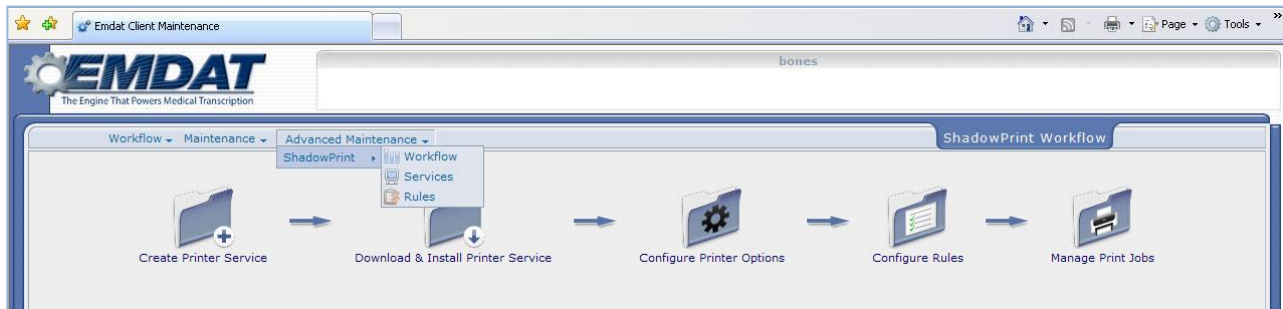 Emdat Client Maintenance
Page
Tools
EMDAT
The Engine That Powers Medical Transcription
bones
Workflow
Maintenance
Advanced Maintenance
ShadowPrint Workflow
ShadowPrint
Workflow
Services
Rules
Create Printer Service
Download & Install Printer Service
Configure Printer Options
Configure Rules
Manage Print Jobs